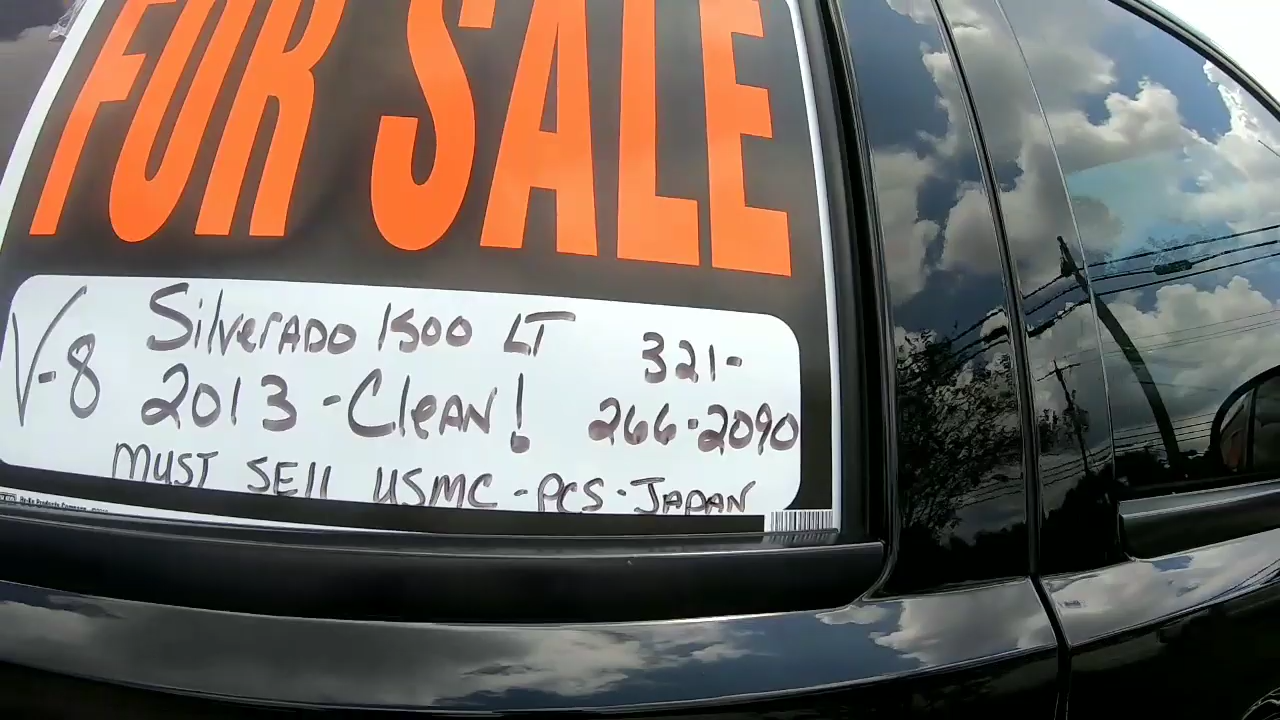 FOR SALE
V-8 SilverADO 1500 LT 321-
2013-CleAN! 266-2090
MUST SEll USMC-PCS-JAPAN